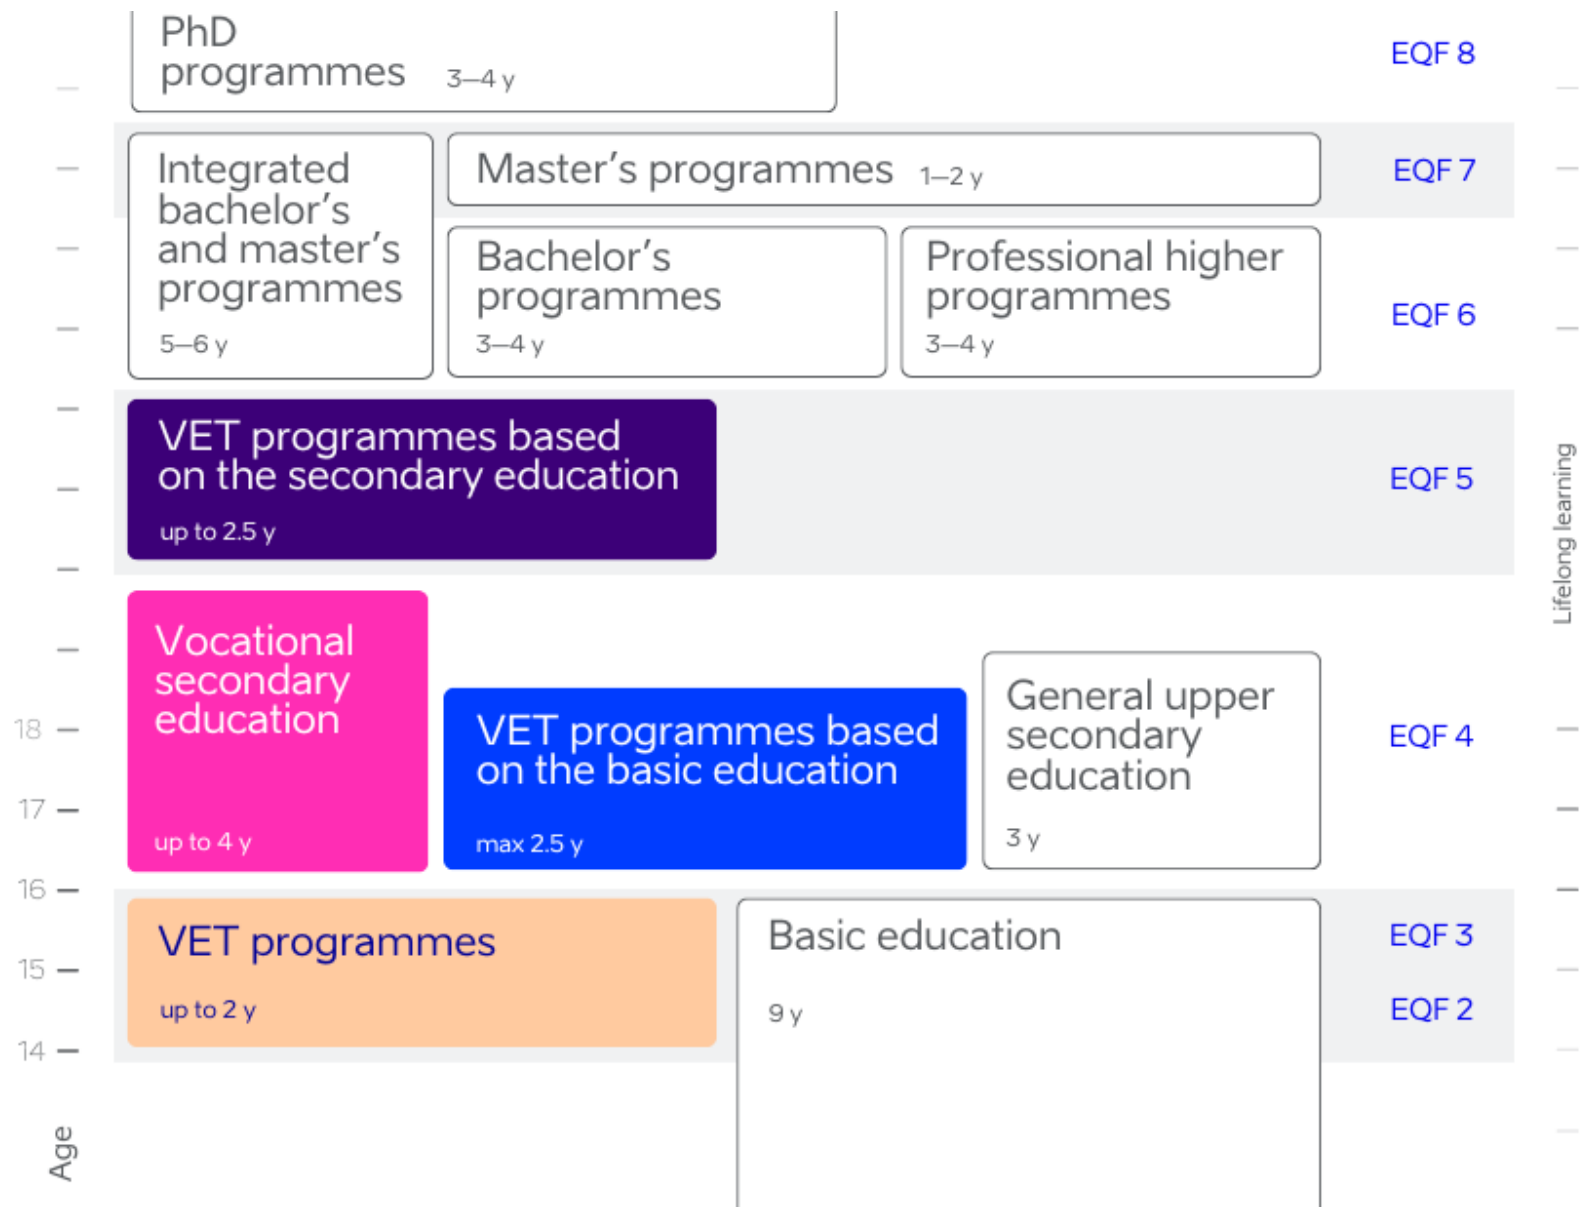 PhD
programmes 3–4 y
EQF 8
Integrated
bachelor's
and master's
programmes
5–6 y
Master's programmes 1–2 y
EQF 7
Bachelor's
programmes
3–4 y
Professional higher
programmes
3–4 y
EQF 6
VET programmes based
on the secondary education
up to 2.5 y
EQF 5
Lifelong learning
Vocational
secondary
education
up to 4 y
VET programmes based
on the basic education
max 2.5 y
General upper
secondary
education
3 y
EQF 4
18
17
16
VET programmes
up to 2 y
Basic education
9 y
EQF 3
EQF 2
15
14
Age